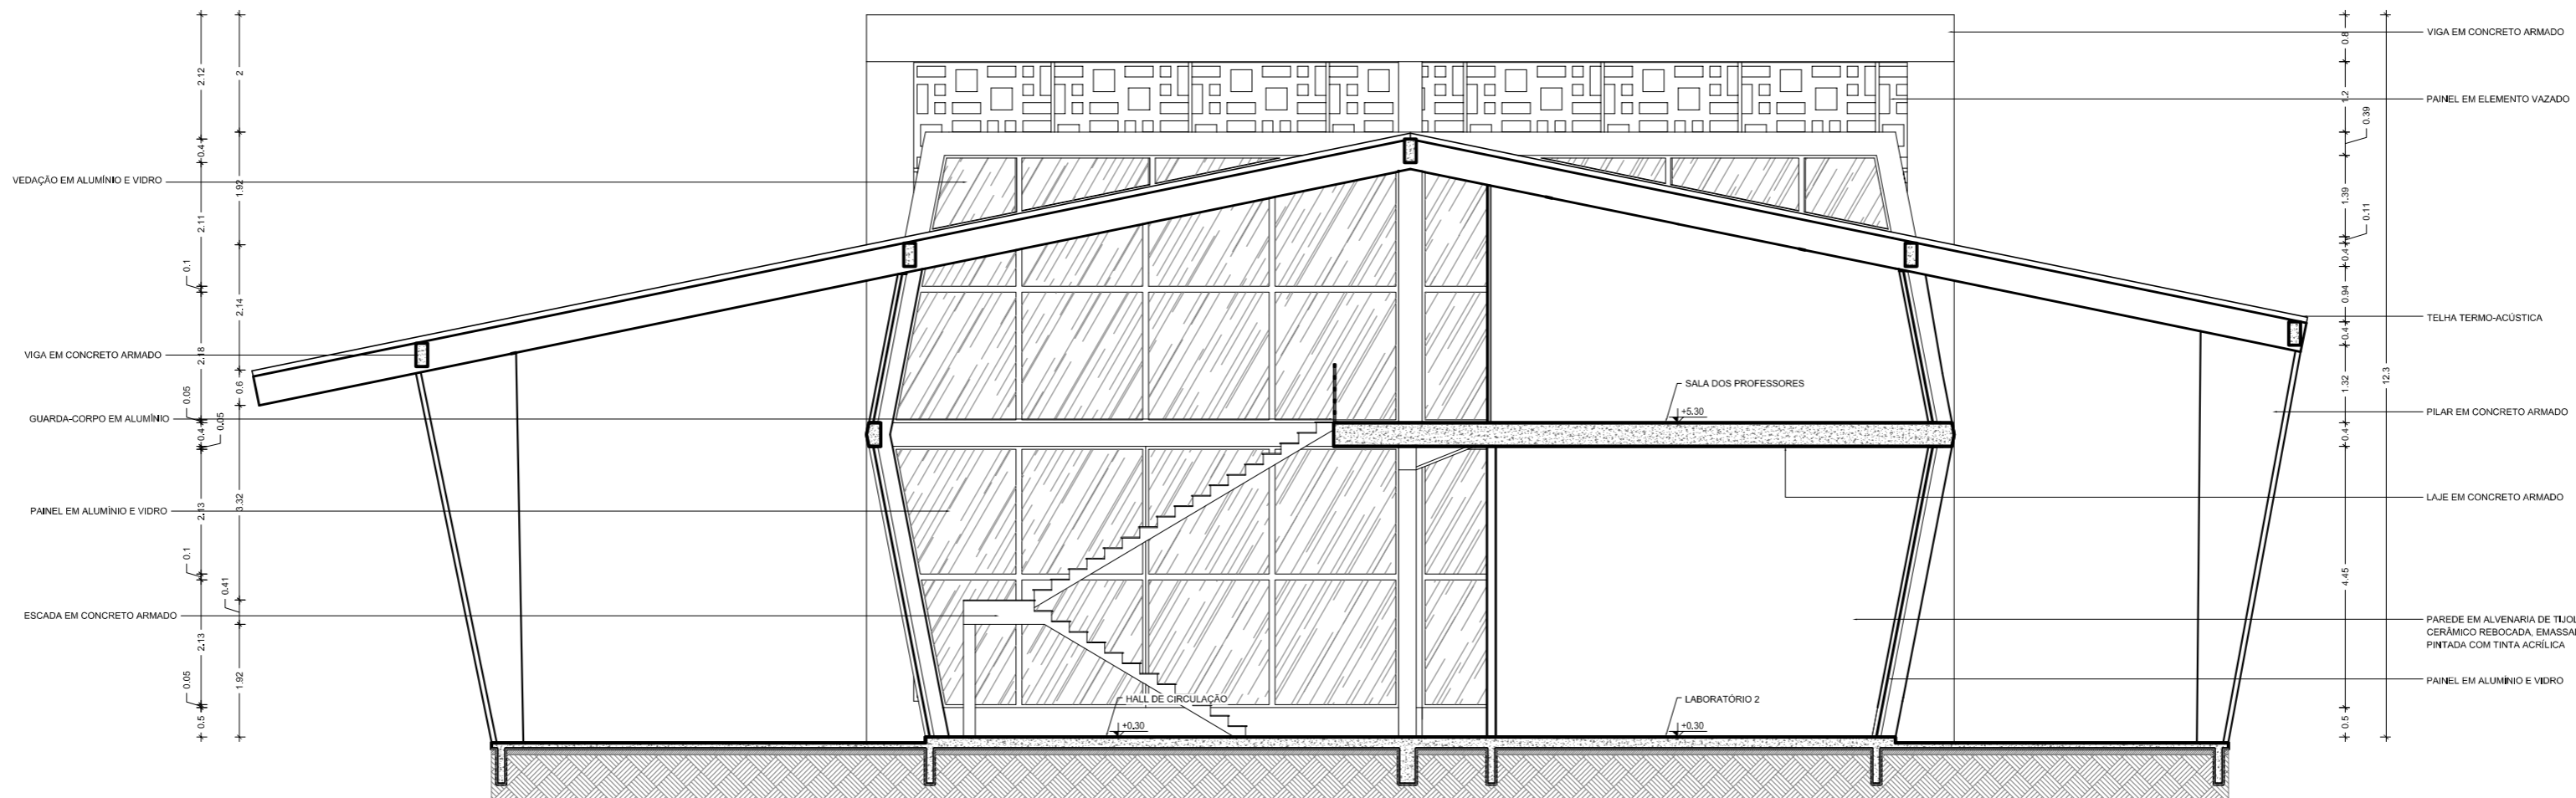 2.12
0.4
2.11
0.1
2.18
0.05
0.4
0.05
2.13
0.1
2.13
0.05
0.5
2
1.92
2.14
0.6
3.32
0.41
1.92
VEDAÇÃO EM ALUMÍNIO E VIDRO
VIGA EM CONCRETO ARMADO
GUARDA-CORPO EM ALUMÍNIO
PAINEL EM ALUMÍNIO E VIDRO
ESCADA EM CONCRETO ARMADO
SALA DOS PROFESSORES
+5.30
HALL DE CIRCULAÇÃO
+0.30
LABORATÓRIO 2
+0.30
0.8
1.2
0.39
1.39
0.11
0.4
0.94
0.4
1.32
0.4
4.45
0.5
12.3
VIGA EM CONCRETO ARMADO
PAINEL EM ELEMENTO VAZADO
TELHA TERMO-ACÚSTICA
PILAR EM CONCRETO ARMADO
LAJE EM CONCRETO ARMADO
PAREDE EM ALVENARIA DE
CERÂMICO REBOCADA,
PINTADA COM TINTA ACRÍLICA
PAINEL EM ALUMÍNIO E VIDRO